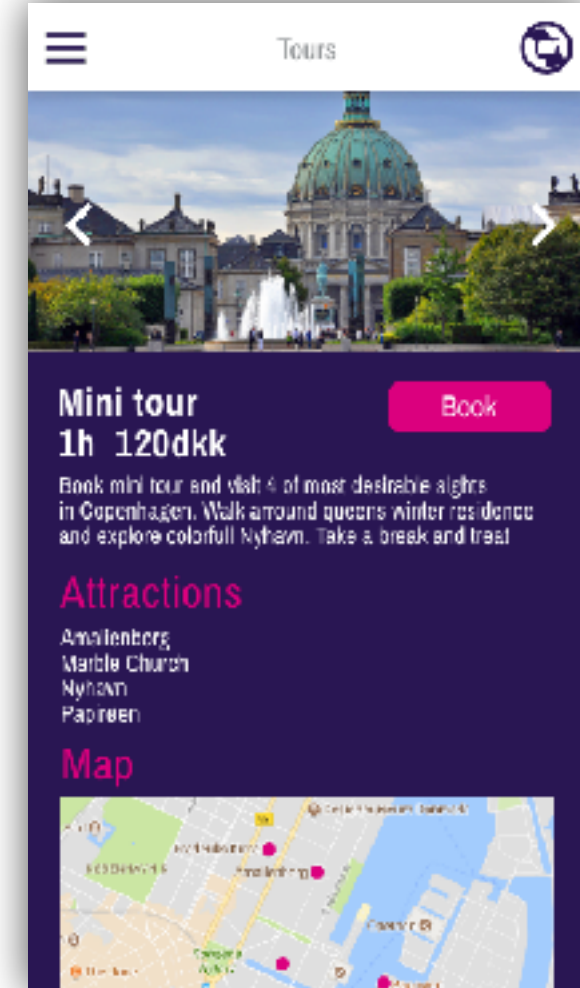 Tours
Mini tour
Book
1h 120dkk
Book mini tour and visit 4 of most desirable sights
in Copenhagen. Walk arround queens winter residence
and explore colorfull Nyhavn. Take a break and treat
Attractions
Amalienborg
Marble Church
Nyhavn
Papirøen
Map
Amalienborg